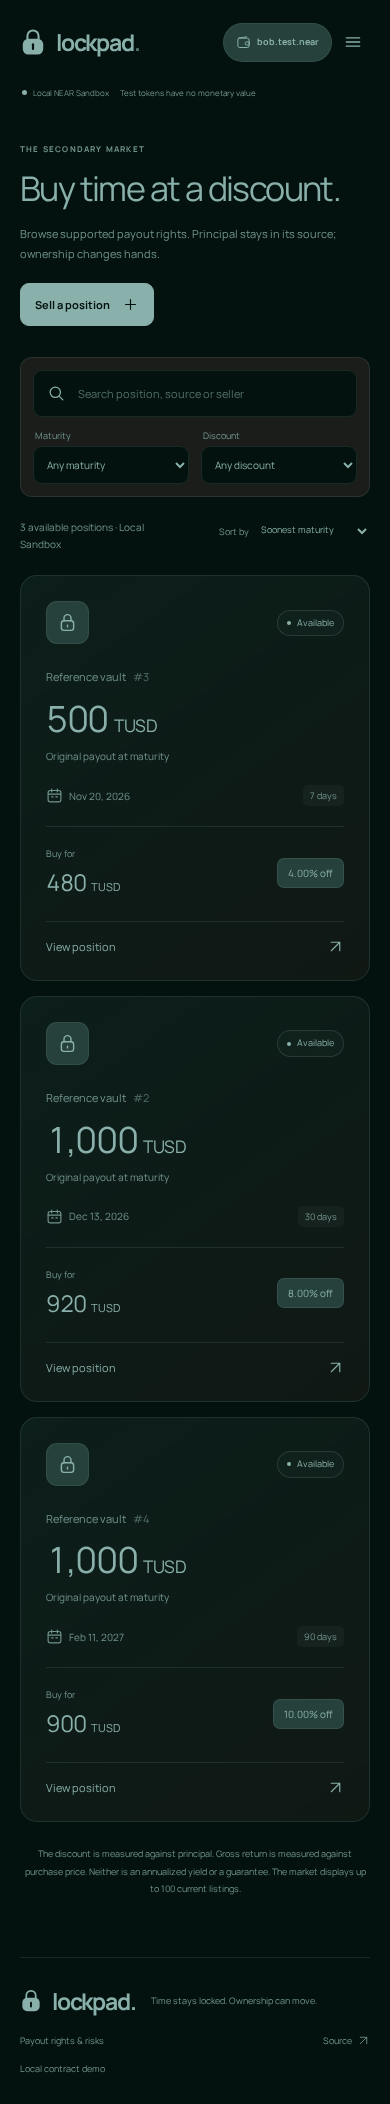 lockpad.
bob.test.near
Local NEAR Sandbox Test tokens have no monetary value
THE SECONDARY MARKET
Buy time at a discount.
Browse supported payout rights. Principal stays in its source;
ownership changes hands.
Sell a position
Search position, source or seller
Maturity
Discount
Any maturity
Any discount
3 available positions · Local
Sandbox
Sort by Soonest maturity
Available
Reference vault #3
500 TUSD
Original payout at maturity
Nov 20, 2026
7 days
Buy for
480 TUSD
4.00% off
View position
Available
Reference vault #2
1,000 TUSD
Original payout at maturity
Dec 13, 2026
30 days
Buy for
920 TUSD
8.00% off
View position
Available
Reference vault #4
1,000 TUSD
Original payout at maturity
Feb 11, 2027
90 days
Buy for
900 TUSD
10.00% off
View position
The discount is measured against principal. Gross return is measured against
purchase price. Neither is an annualized yield or a guarantee. The market displays up
to 100 current listings.
lockpad.
Time stays locked. Ownership can move.
Payout rights & risks
Source
Local contract demo